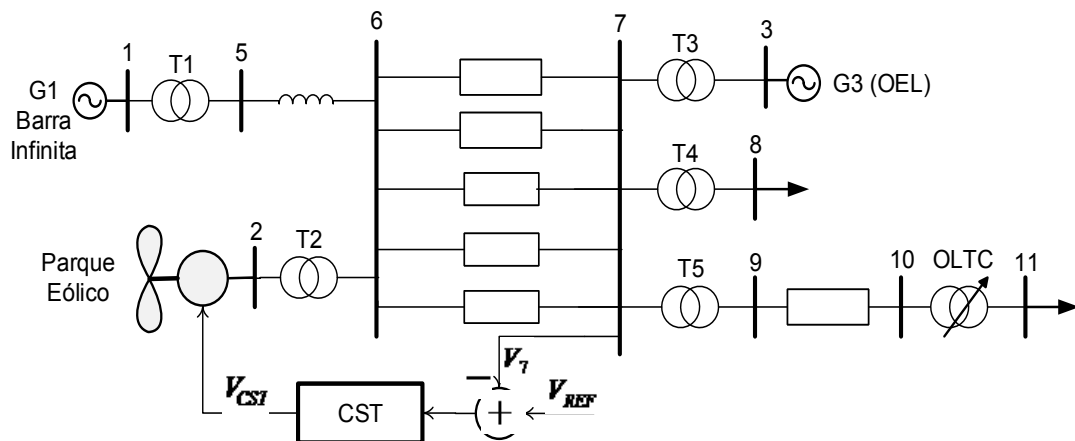 6
7
1
T1
5
T3
3
G1
Barra
Infinita
G3 (OEL)
T4
8
Parque
Eólico
2
T2
T5
9
10
OLTC
11
V7
VCST
CST
+
VREF